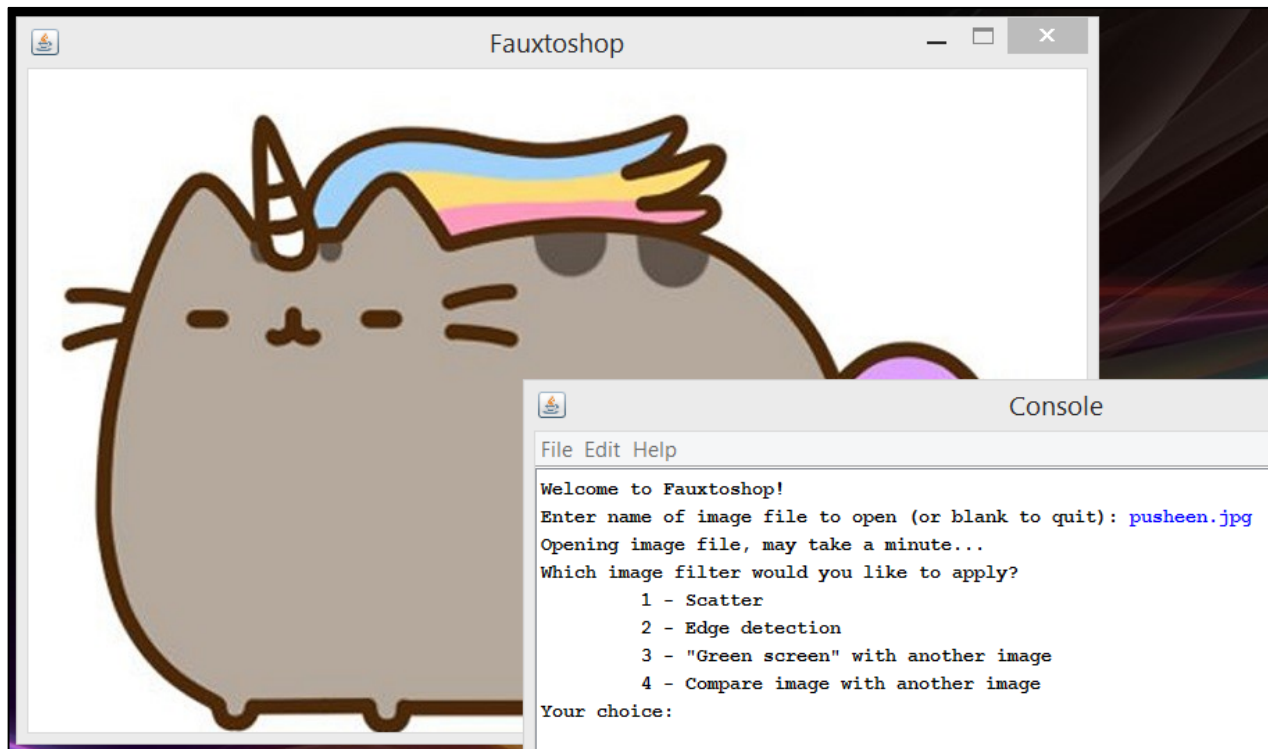 Fauxtoshop
Console
File Edit Help
Welcome to Fauxtoshop!
Enter name of image file to open (or blank to quit): pusheen.jpg
Opening image file, may take a minute...
Which image filter would you like to apply?
1 - Scatter
2 - Edge detection
3 - "Green screen" with another image
4 - Compare image with another image
Your choice: